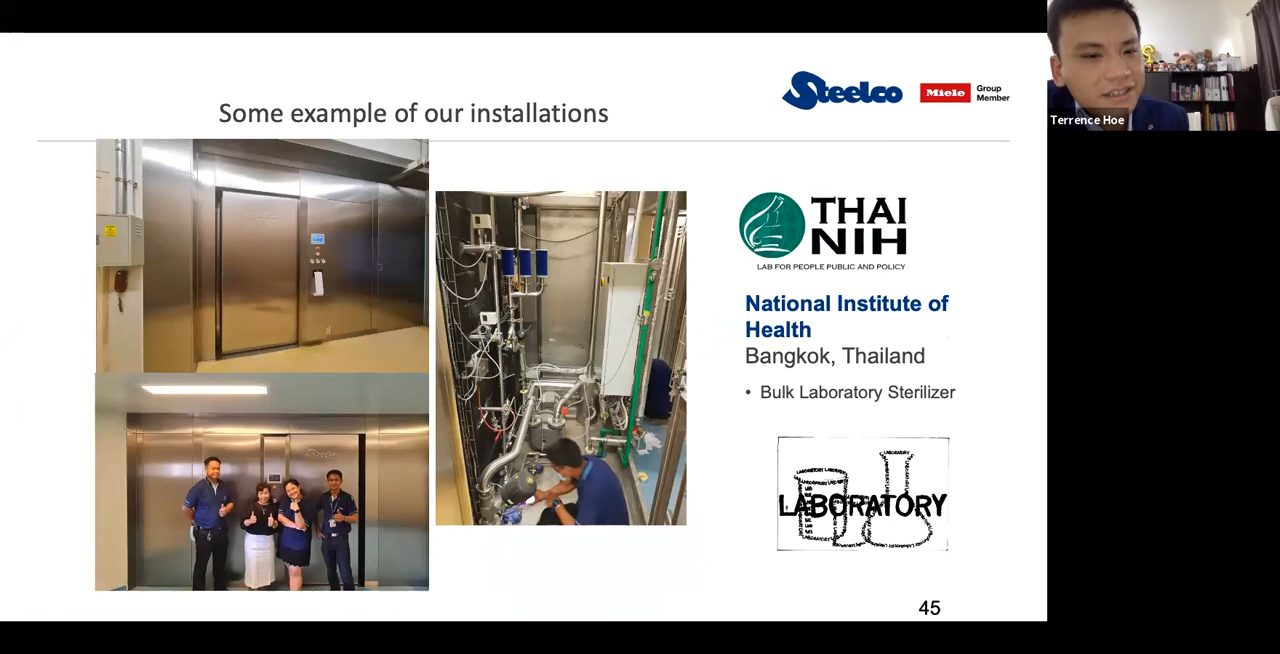 Some example of our installations
Steelco
Miele
Group
Member
Terrence Hoe
THAI
NIH
LAB FOR PEOPLE PUBLIC AND POLICY
National Institute of
Health
Bangkok, Thailand
• Bulk Laboratory Sterilizer
Steelco
LABORATORY
45